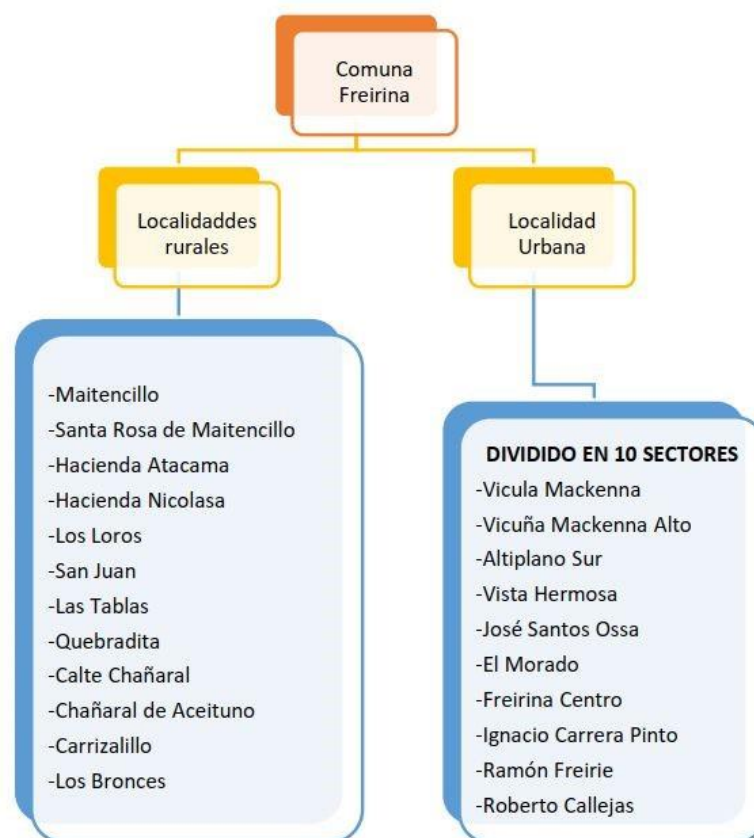 Comuna
Freirina
Localidaddes
rurales
Localidad
Urbana
-Maitencillo
-Santa Rosa de Maitencillo
-Hacienda Atacama
-Hacienda Nicolasa
-Los Loros
-San Juan
-Las Tablas
-Quebradita
-Calte Chañaral
-Chañaral de Aceituno
-Carrizalillo
-Los Bronces
DIVIDIDO EN 10 SECTORES
-Vicula Mackenna
-Vicuña Mackenna Alto
-Altiplano Sur
-Vista Hermosa
-José Santos Ossa
-El Morado
-Freirina Centro
-Ignacio Carrera Pinto
-Ramón Freirie
-Roberto Callejas